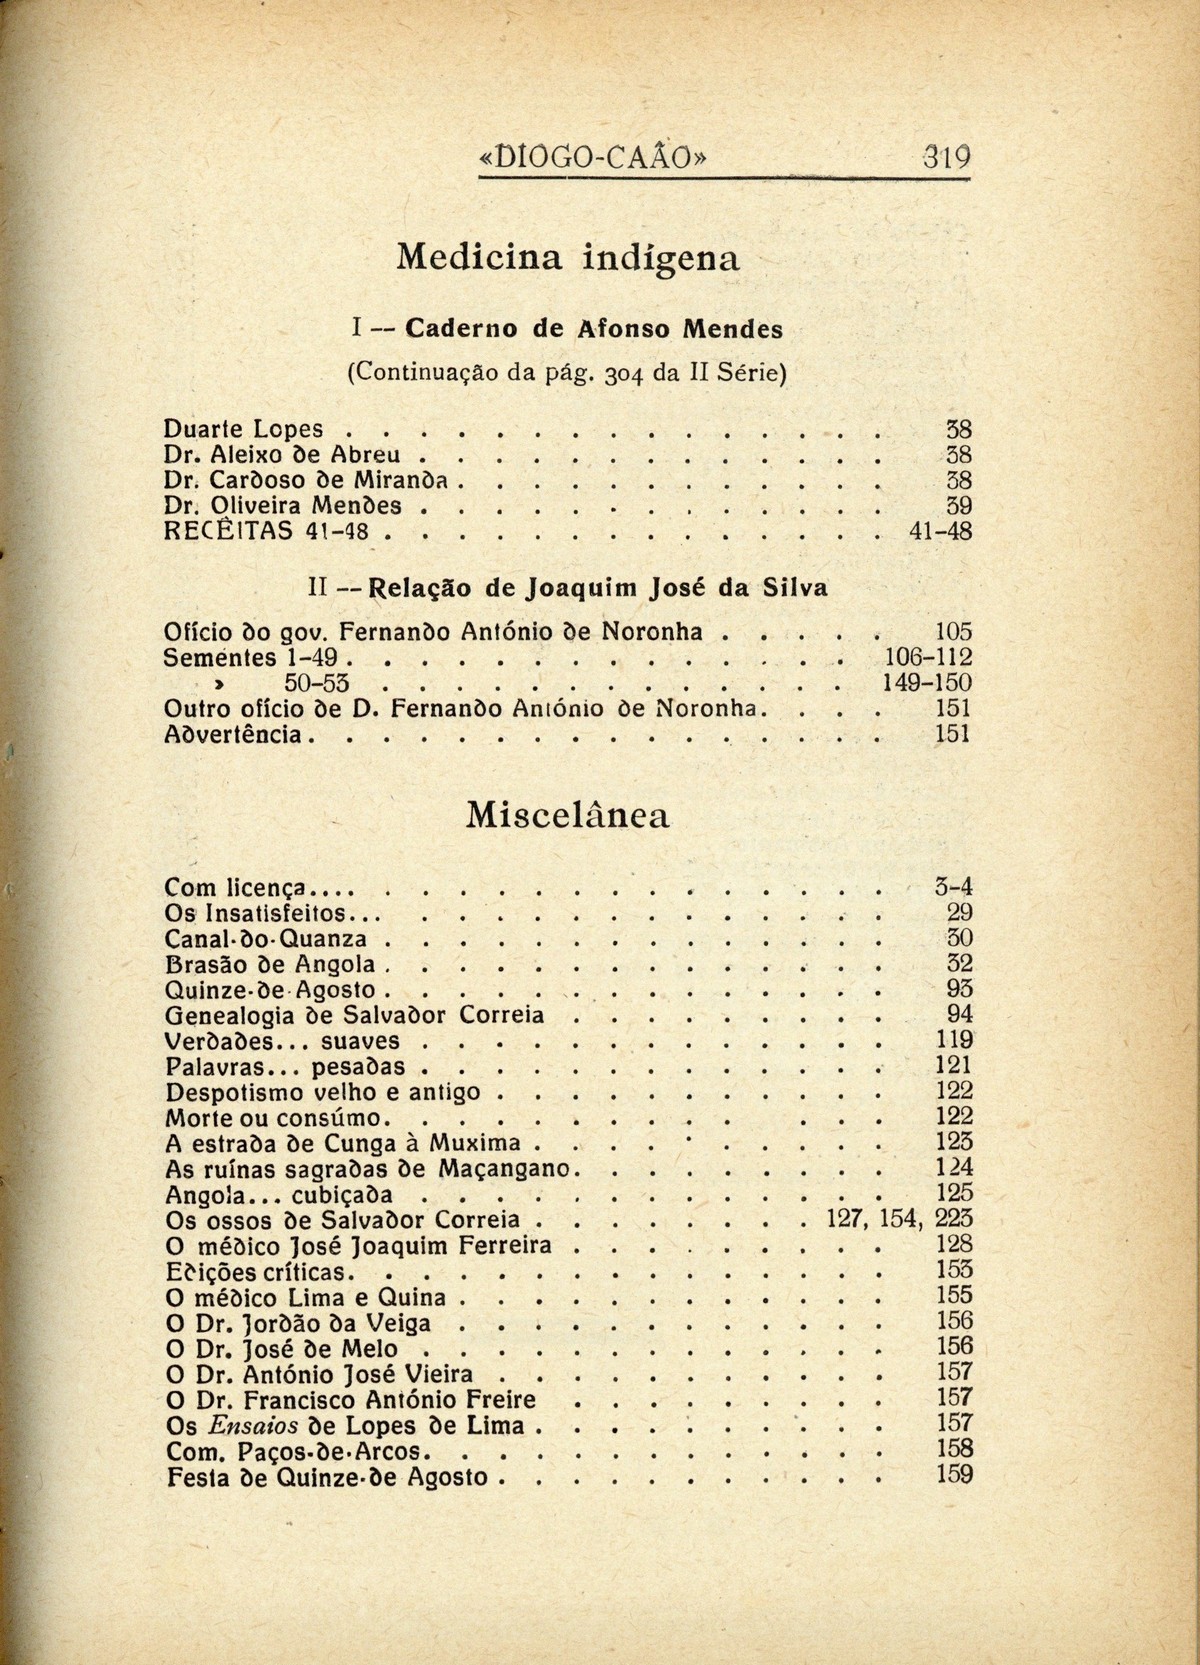 «DIOGO-CAÃO» 319
Medicina indígena
I — Caderno de Afonso Mendes
(Continuação da pág. 304 da II Série)
Duarte Lopes . . . . . . . . . . . . . . . 38
Dr. Aleixo de Abreu . . . . . . . . . . . . . 38
Dr. Cardoso de Miranda . . . . . . . . . . . . 38
Dr. Oliveira Mendes . . . . . . . . . . . . . 39
RECEITAS 41-48 . . . . . . . . . . . . . . 41-48
II — Relação de Joaquim José da Silva
Ofício do gov. Fernando António de Noronha . . . . . 105
Sementes 1-49 . . . . . . . . . . . . . . 106-112
» 50-53 . . . . . . . . . . . . . 149-150
Outro ofício de D. Fernando António de Noronha. . . . 151
Advertência . . . . . . . . . . . . . . . . 151
Miscelânea
Com licença.... . . . . . . . . . . . . . . 3-4
Os Insatisfeitos... . . . . . . . . . . . . . 29
Canal-do-Quanza . . . . . . . . . . . . . . 30
Brasão de Angola . . . . . . . . . . . . . . 32
Quinze-de-Agosto . . . . . . . . . . . . . . 93
Genealogia de Salvador Correia . . . . . . . . . 94
Verdades... suaves . . . . . . . . . . . . . 119
Palavras... pesadas . . . . . . . . . . . . . 121
Despotismo velho e antigo . . . . . . . . . . . 122
Morte ou consúmo. . . . . . . . . . . . . . 122
A estrada de Cunga à Muxima . . . . . . . . . . 123
As ruínas sagradas de Maçangano. . . . . . . . . 124
Angola... cubiçada . . . . . . . . . . . . . 125
Os ossos de Salvador Correia . . . . . . . . 127, 154, 223
O médico José Joaquim Ferreira . . . . . . . . . 128
Edições críticas. . . . . . . . . . . . . . . 153
O médico Lima e Quina . . . . . . . . . . . . 155
O Dr. Jordão da Veiga . . . . . . . . . . . . 156
O Dr. José de Melo . . . . . . . . . . . . . 156
O Dr. António José Vieira . . . . . . . . . . . 157
O Dr. Francisco António Freire . . . . . . . . . 157
Os Ensaios de Lopes de Lima . . . . . . . . . . 157
Com. Paços-de-Arcos. . . . . . . . . . . . . 158
Festa de Quinze-de Agosto . . . . . . . . . . . 159